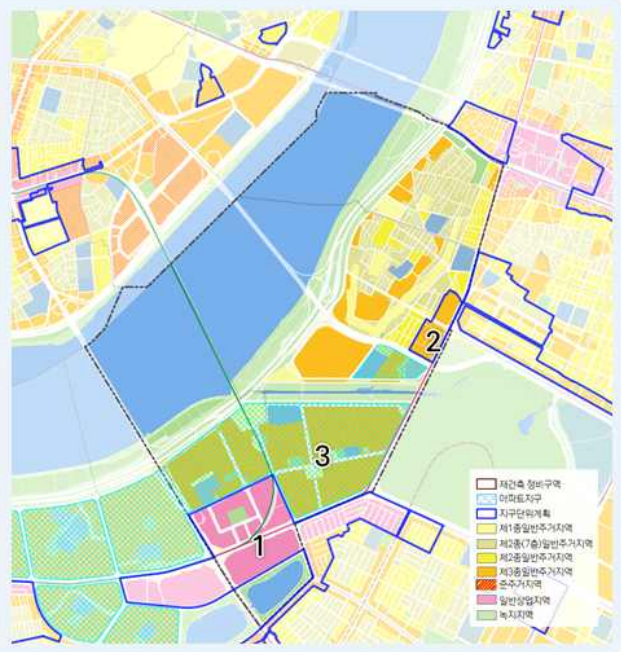 2
3
1
재건축 정비구역
아파트지구
지구단위계획
제1종일반주거지역
제2종(7층)일반주거지역
제2종일반주거지역
제3종일반주거지역
준주거지역
일반상업지역
녹지지역